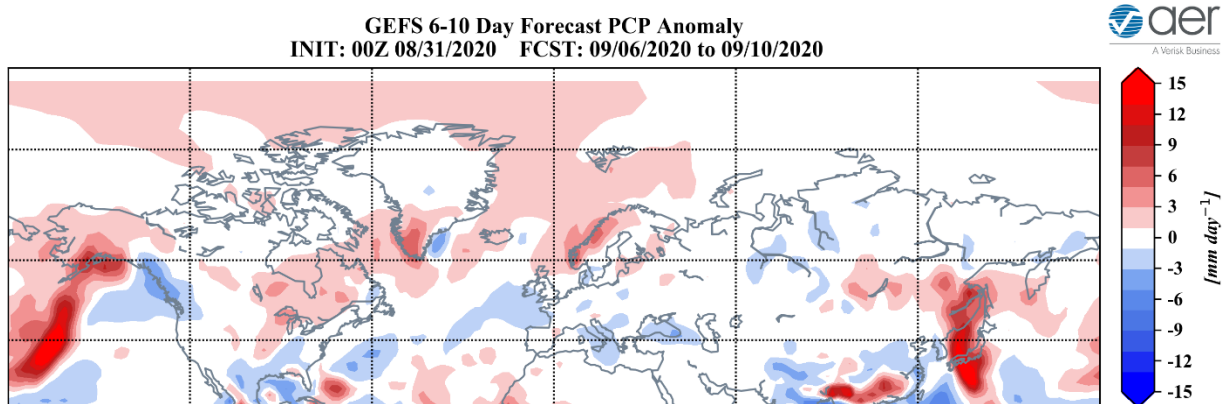 GEFS 6-10 Day Forecast PCP Anomaly
INIT: 00Z 08/31/2020 FCST: 09/06/2020 to 09/10/2020
aer
A Verisk Business
15
12
9
6
3
0
-3
-6
-9
-12
-15
[mm day⁻¹]